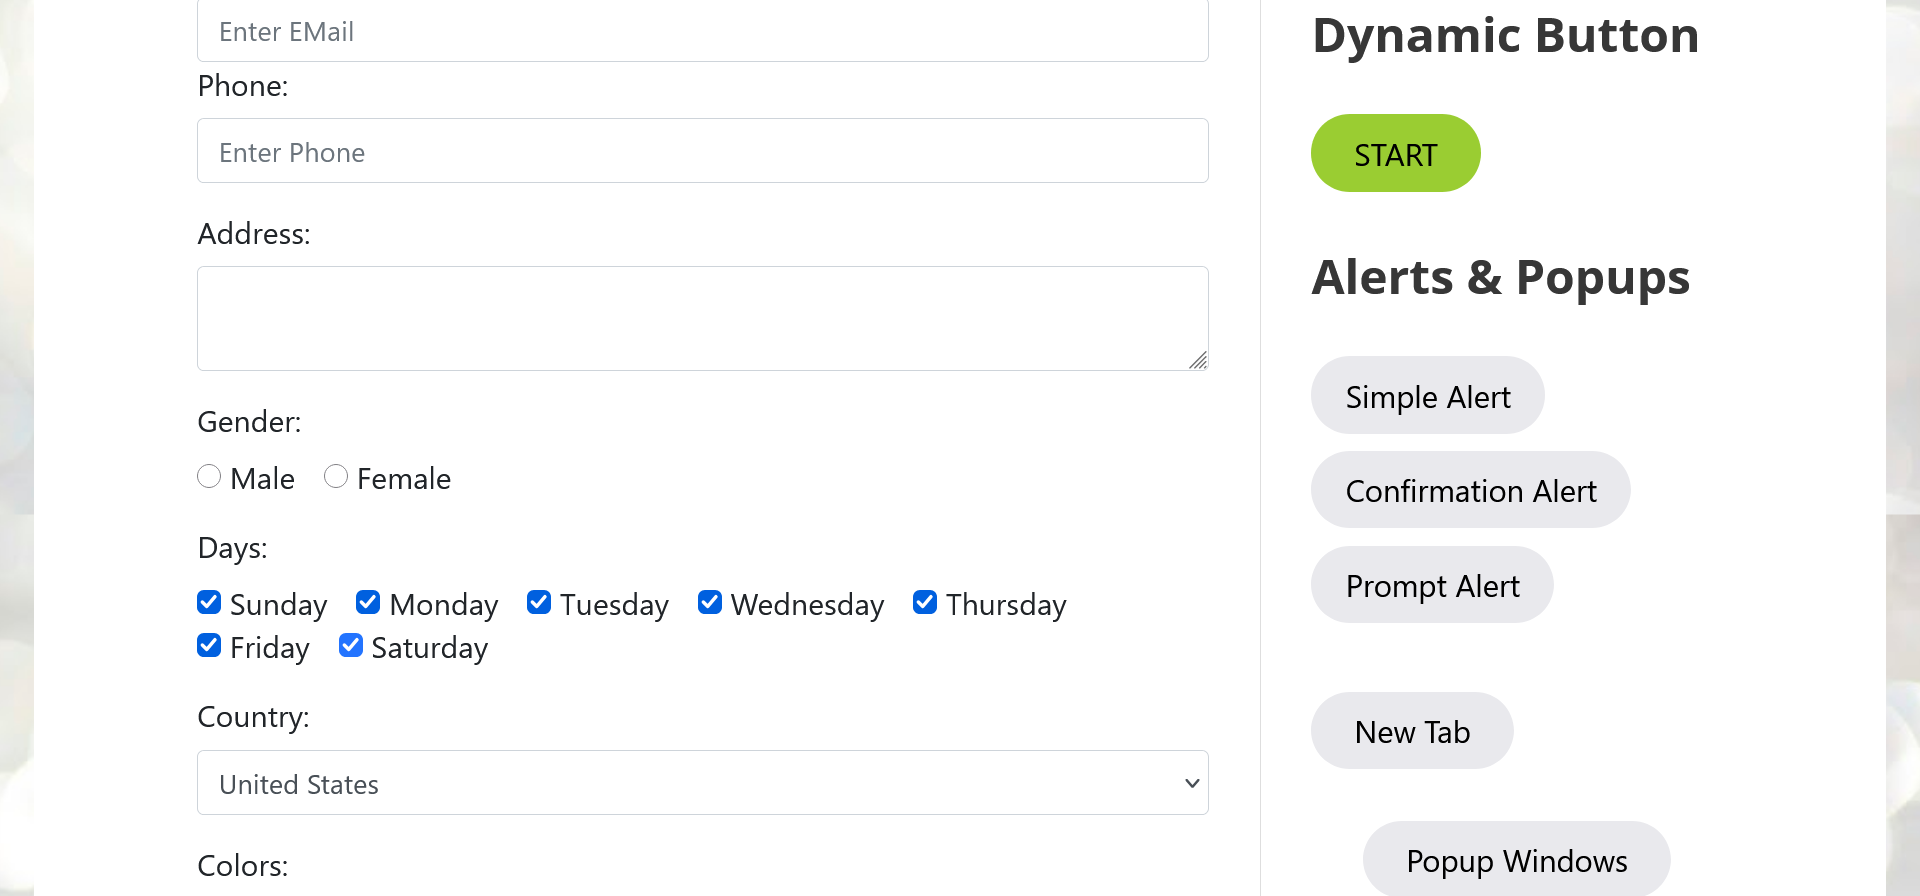 Enter EMail
Phone:
Enter Phone
Address:
Gender:
Male Female
Days:
Sunday Monday Tuesday Wednesday Thursday
Friday Saturday
Country:
United States
Colors:
Dynamic Button
START
Alerts & Popups
Simple Alert
Confirmation Alert
Prompt Alert
New Tab
Popup Windows